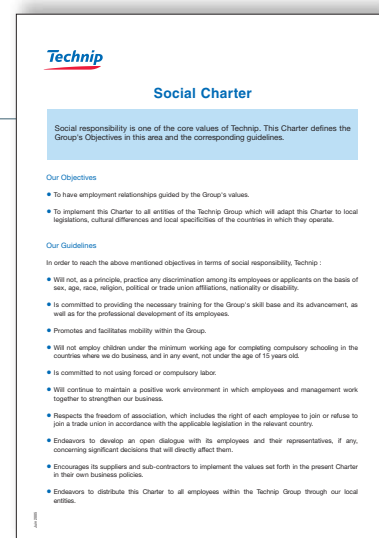 Technip
Social Charter
Social responsibility is one of the core values of Technip. This Charter defines the
Group's Objectives in this area and the corresponding guidelines.
Our Objectives
• To have employment relationships guided by the Group's values.
• To implement this Charter to all entities of the Technip Group which will adapt this Charter to local
legislations, cultural differences and local specificities of the countries in which they operate.
Our Guidelines
In order to reach the above mentioned objectives in terms of social responsibility, Technip :
• Will not, as a principle, practice any discrimination among its employees or applicants on the basis of
sex, age, race, religion, political or trade union affiliations, nationality or disability.
• Is committed to providing the necessary training for the Group's skill base and its advancement, as
well as for the professional development of its employees.
• Promotes and facilitates mobility within the Group.
• Will not employ children under the minimum working age for completing compulsory schooling in the
countries where we do business, and in any event, not under the age of 15 years old.
• Is committed to not using forced or compulsory labor.
• Will continue to maintain a positive work environment in which employees and management work
together to strengthen our business.
• Respects the freedom of association, which includes the right of each employee to join or refuse to
join a trade union in accordance with the applicable legislation in the relevant country.
• Endeavors to develop an open dialogue with its employees and their representatives, if any,
concerning significant decisions that will directly affect them.
• Encourages its suppliers and sub-contractors to implement the values set forth in the present Charter
in their own business policies.
• Endeavors to distribute this Charter to all employees within the Technip Group through our local
entities.